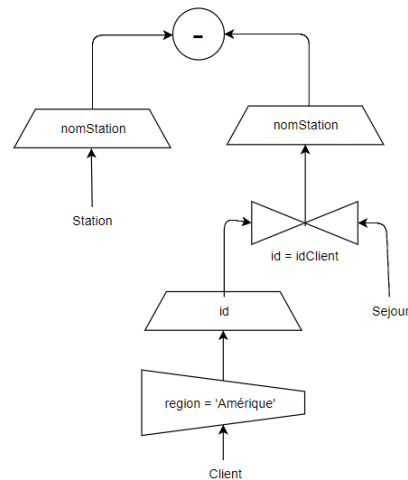 -
nomStation
nomStation
Station
id = idClient
id
Sejour
region = 'Amérique'
Client